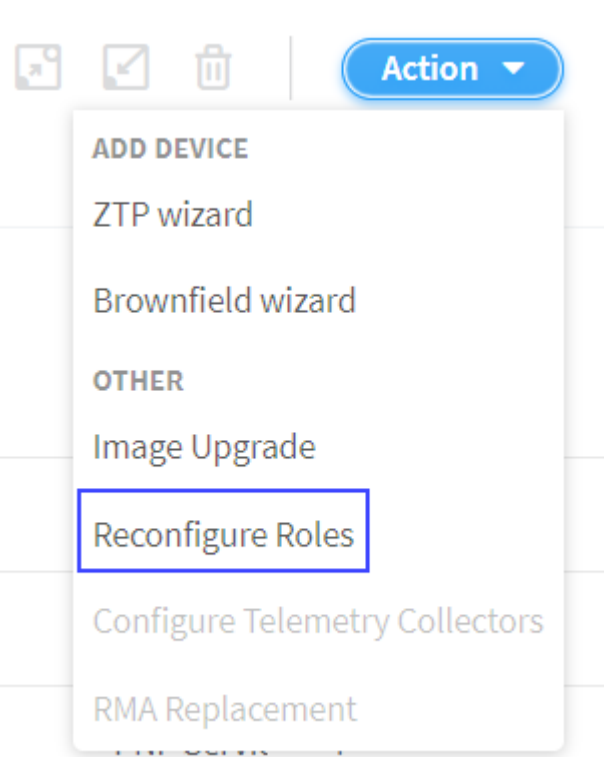 Action
ADD DEVICE
ZTP wizard
Brownfield wizard
OTHER
Image Upgrade
Reconfigure Roles
Configure Telemetry Collectors
RMA Replacement